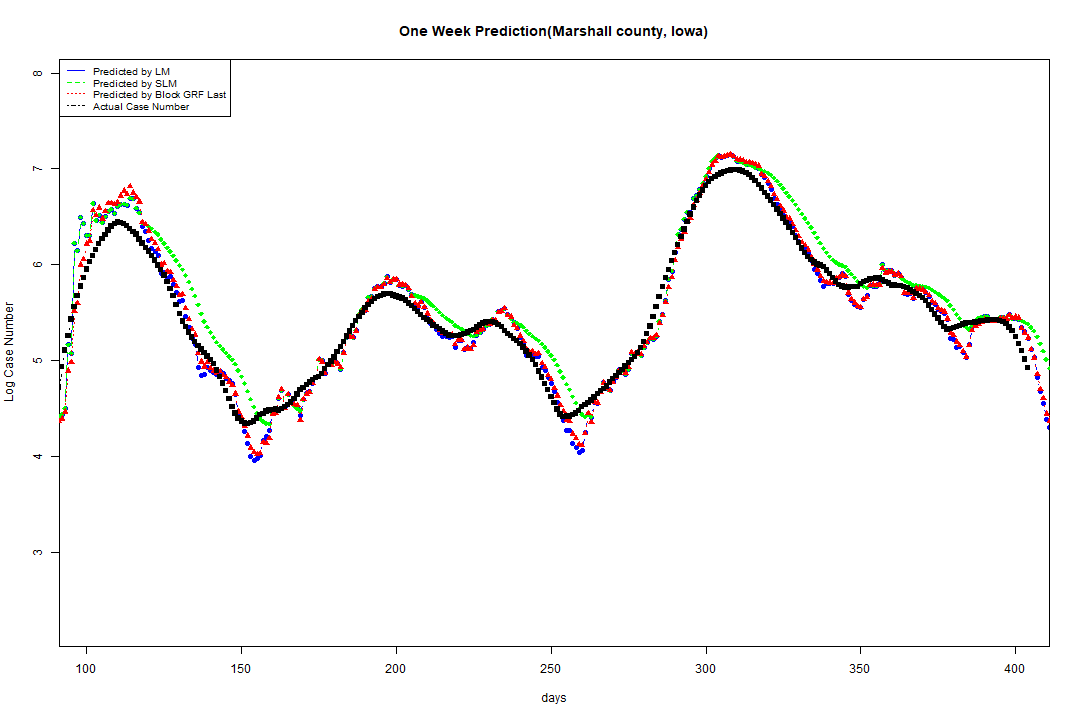 One Week Prediction(Marshall county, Iowa)
Predicted by LM
Predicted by SLM
Predicted by Block GRF Last
Actual Case Number
8
7
6
5
4
3
Log Case Number
100 150 200 250 300 350 400
days